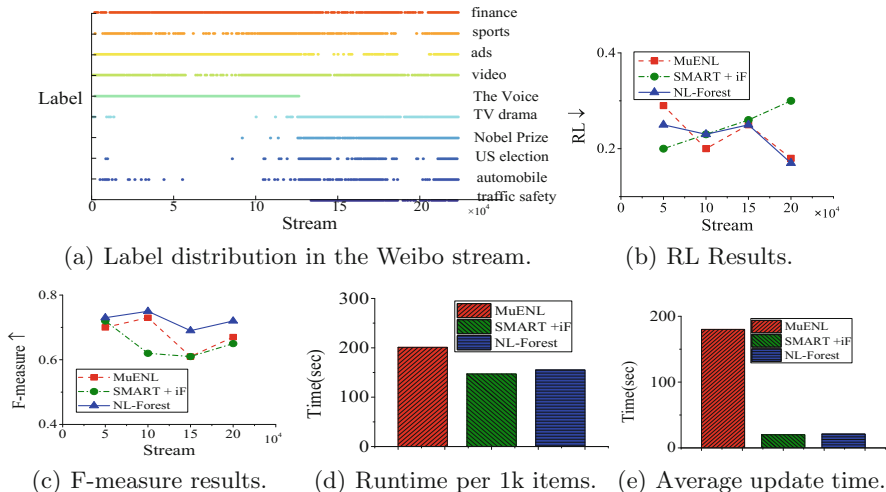 finance
sports
ads
video
Label
The Voice
TV drama
Nobel Prize
US election
automobile
traffic safety
0 5 10 15 20 ×10⁴
Stream
(a) Label distribution in the Weibo stream.
0.4
MuENL
SMART + iF
NL-Forest
RL ↓
0.2
0 5 10 15 20
×10⁴
Stream
(b) RL Results.
0.8
F-measure ↑
0.6
MuENL
SMART + iF
NL-Forest
0.4
0 5 10 15 20 10⁴
Stream
(c) F-measure results.
300
MuENL
SMART +iF
NL-Forest
200
Time(sec)
100
0
(d) Runtime per 1k items.
200
MuENL
SMART +iF
NL-Forest
Time(sec)
100
0
(e) Average update time.